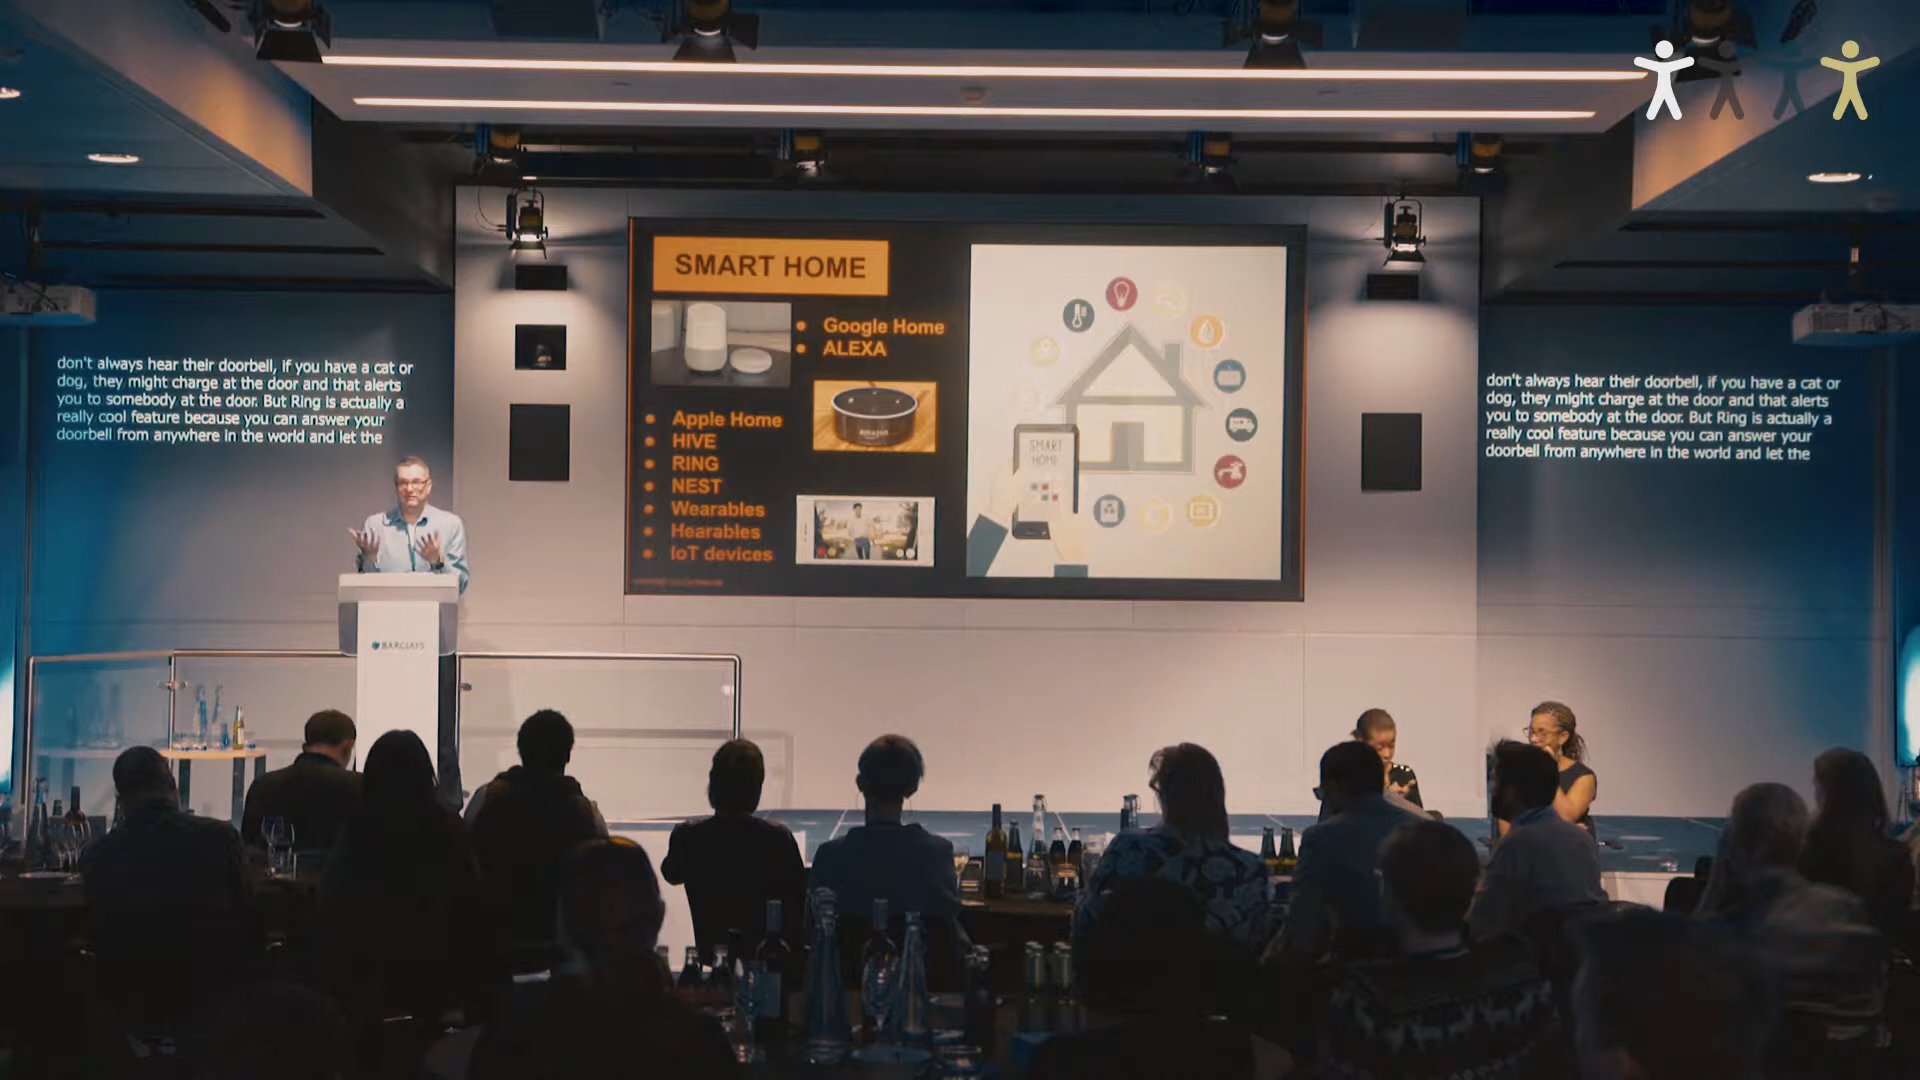 don't always hear their doorbell, if you have a cat or
dog, they might charge at the door and that alerts
you to somebody at the door. But Ring is actually a
really cool feature because you can answer your
doorbell from anywhere in the world and let the
SMART HOME
Google Home
ALEXA
Apple Home
HIVE
RING
NEST
Wearables
Hearables
IoT devices
amazon
SMART
HOME
don't always hear their doorbell, if you have a cat or
dog, they might charge at the door and that alerts
you to somebody at the door. But Ring is actually a
really cool feature because you can answer your
doorbell from anywhere in the world and let the
BARCLAYS